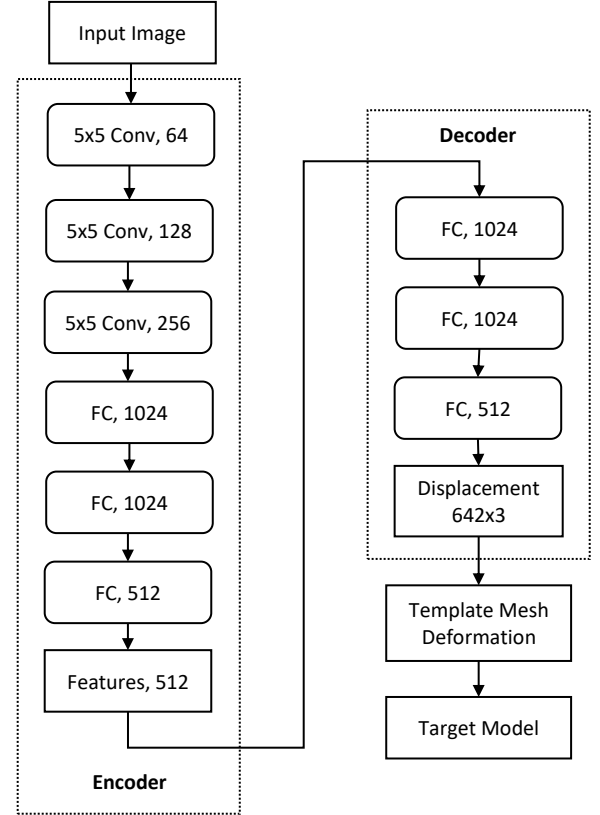 Input Image
5x5 Conv, 64
5x5 Conv, 128
5x5 Conv, 256
FC, 1024
FC, 1024
FC, 512
Features, 512
Encoder
Decoder
FC, 1024
FC, 1024
FC, 512
Displacement
642x3
Template Mesh
Deformation
Target Model